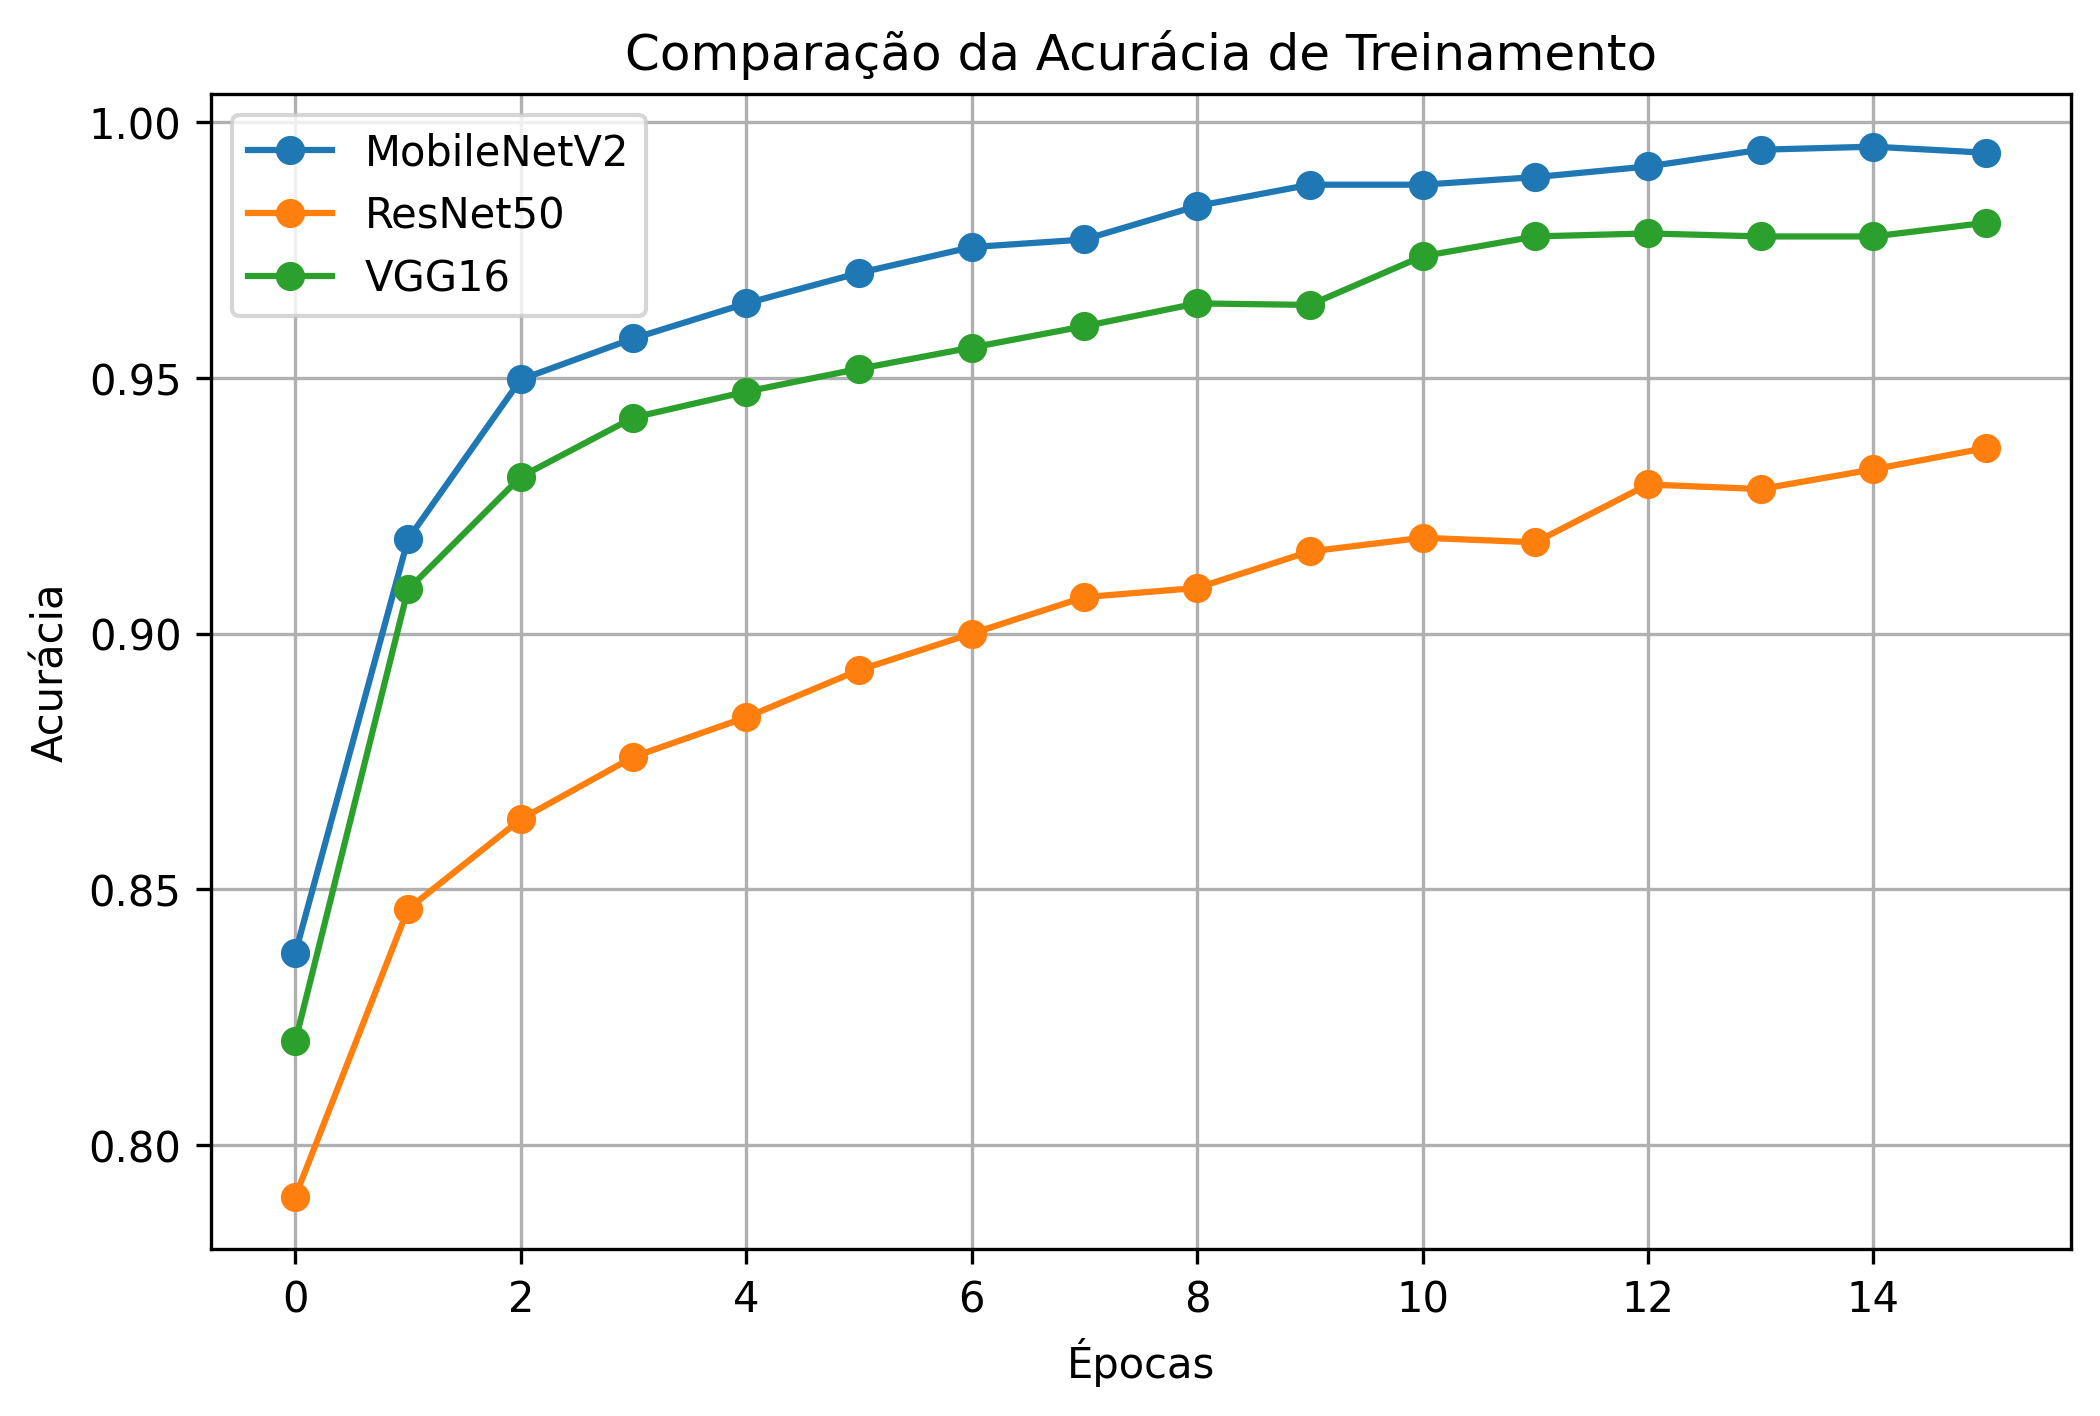 Comparação da Acurácia de Treinamento
MobileNetV2
ResNet50
VGG16
1.00
0.95
0.90
0.85
0.80
Acurácia
0 2 4 6 8 10 12 14
Épocas